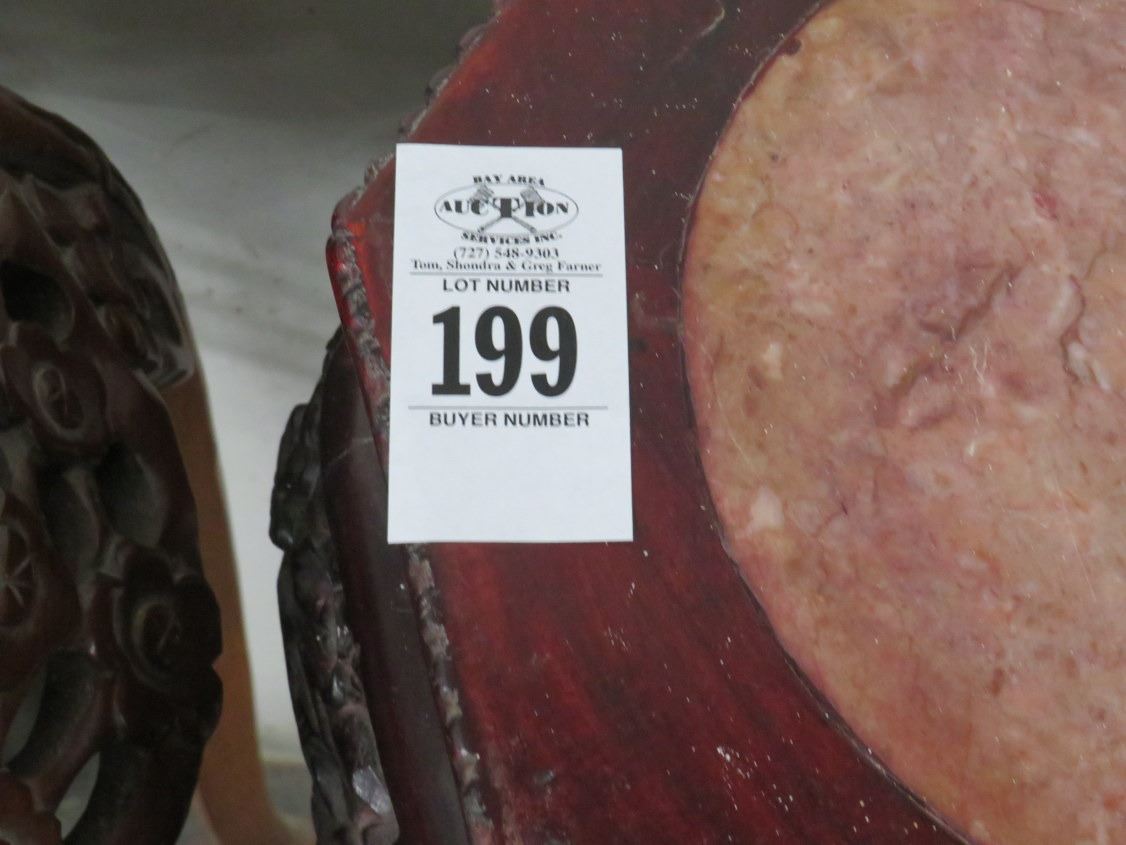 BAY AREA
AUCTION
SERVICES INC.
(727) 548-9303
Tom, Shondra & Greg Farner
LOT NUMBER
199
BUYER NUMBER